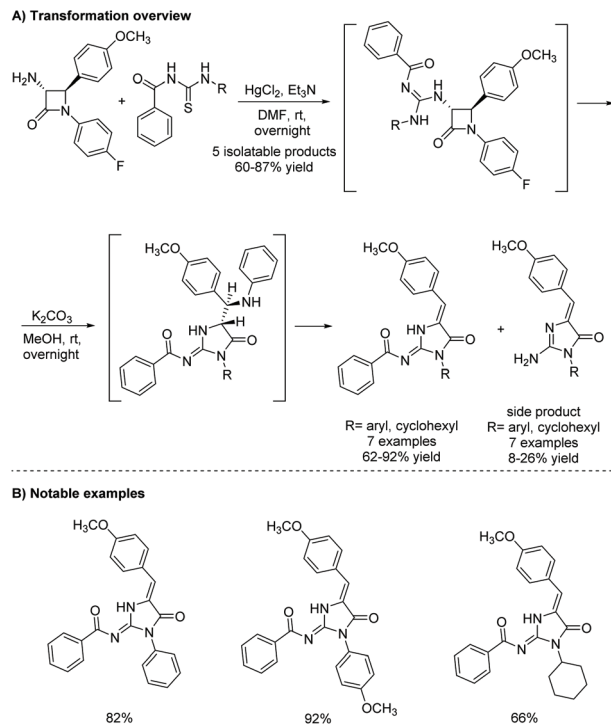 A) Transformation overview
OCH3
H2N
O
N
F
+
O
H
N
H
N
R
S
HgCl2, Et3N
DMF, rt,
overnight
5 isolatable products
60-87% yield
O
N
H
N
R
NH
O
N
OCH3
F
K2CO3
MeOH, rt,
overnight
H3CO
H
NH
H
HN
O
O
N
N
R
H3CO
HN
O
O
N
N
R
R= aryl, cyclohexyl
7 examples
62-92% yield
+
H3CO
N
O
H2N
N
R
side product
R= aryl, cyclohexyl
7 examples
8-26% yield
B) Notable examples
H3CO
HN
O
O
N
N
82%
H3CO
HN
O
O
N
N
OCH3
92%
H3CO
HN
O
O
N
N
66%